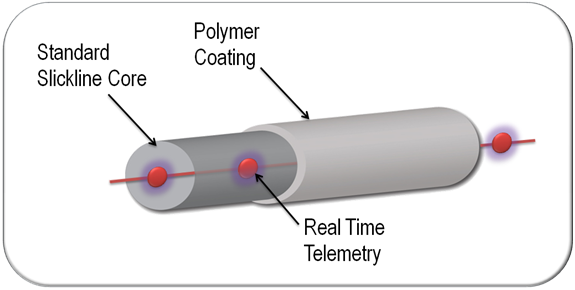 Standard
Slickline Core
Polymer
Coating
Real Time
Telemetry